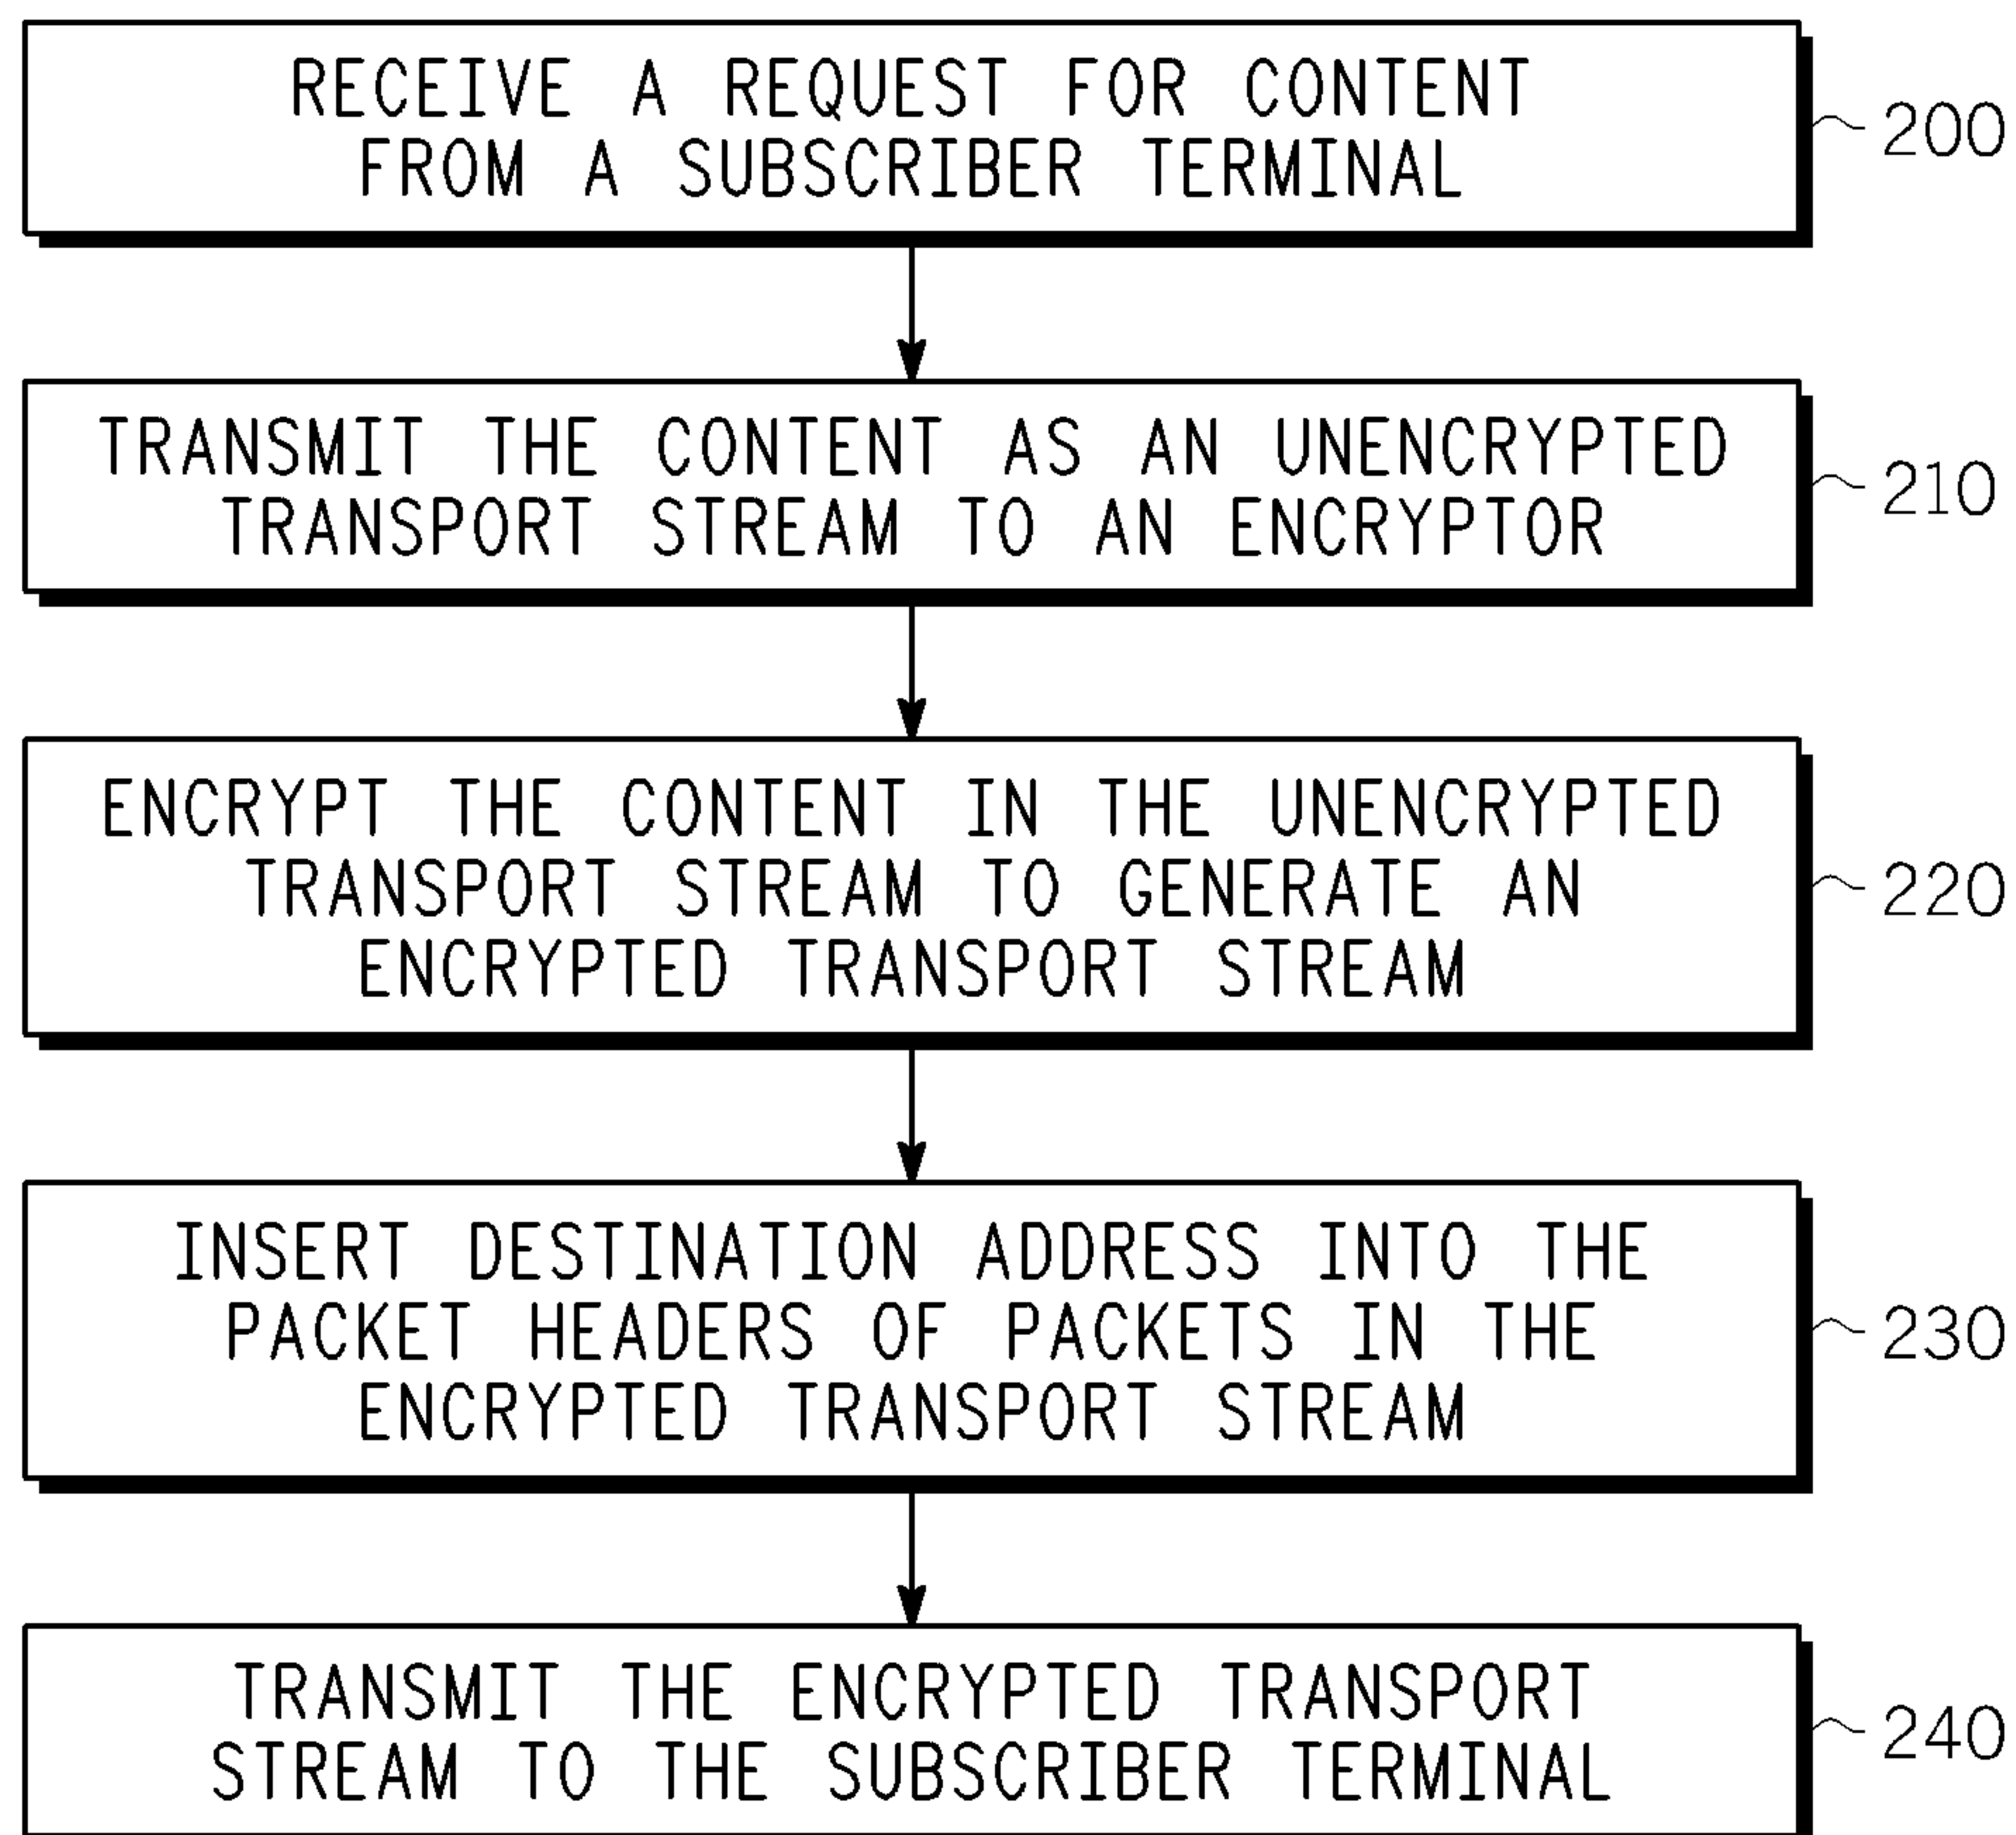 RECEIVE A REQUEST FOR CONTENT
FROM A SUBSCRIBER TERMINAL
200
TRANSMIT THE CONTENT AS AN UNENCRYPTED
TRANSPORT STREAM TO AN ENCRYPTOR
210
ENCRYPT THE CONTENT IN THE UNENCRYPTED
TRANSPORT STREAM TO GENERATE AN
ENCRYPTED TRANSPORT STREAM
220
INSERT DESTINATION ADDRESS INTO THE
PACKET HEADERS OF PACKETS IN THE
ENCRYPTED TRANSPORT STREAM
230
TRANSMIT THE ENCRYPTED TRANSPORT
STREAM TO THE SUBSCRIBER TERMINAL
240